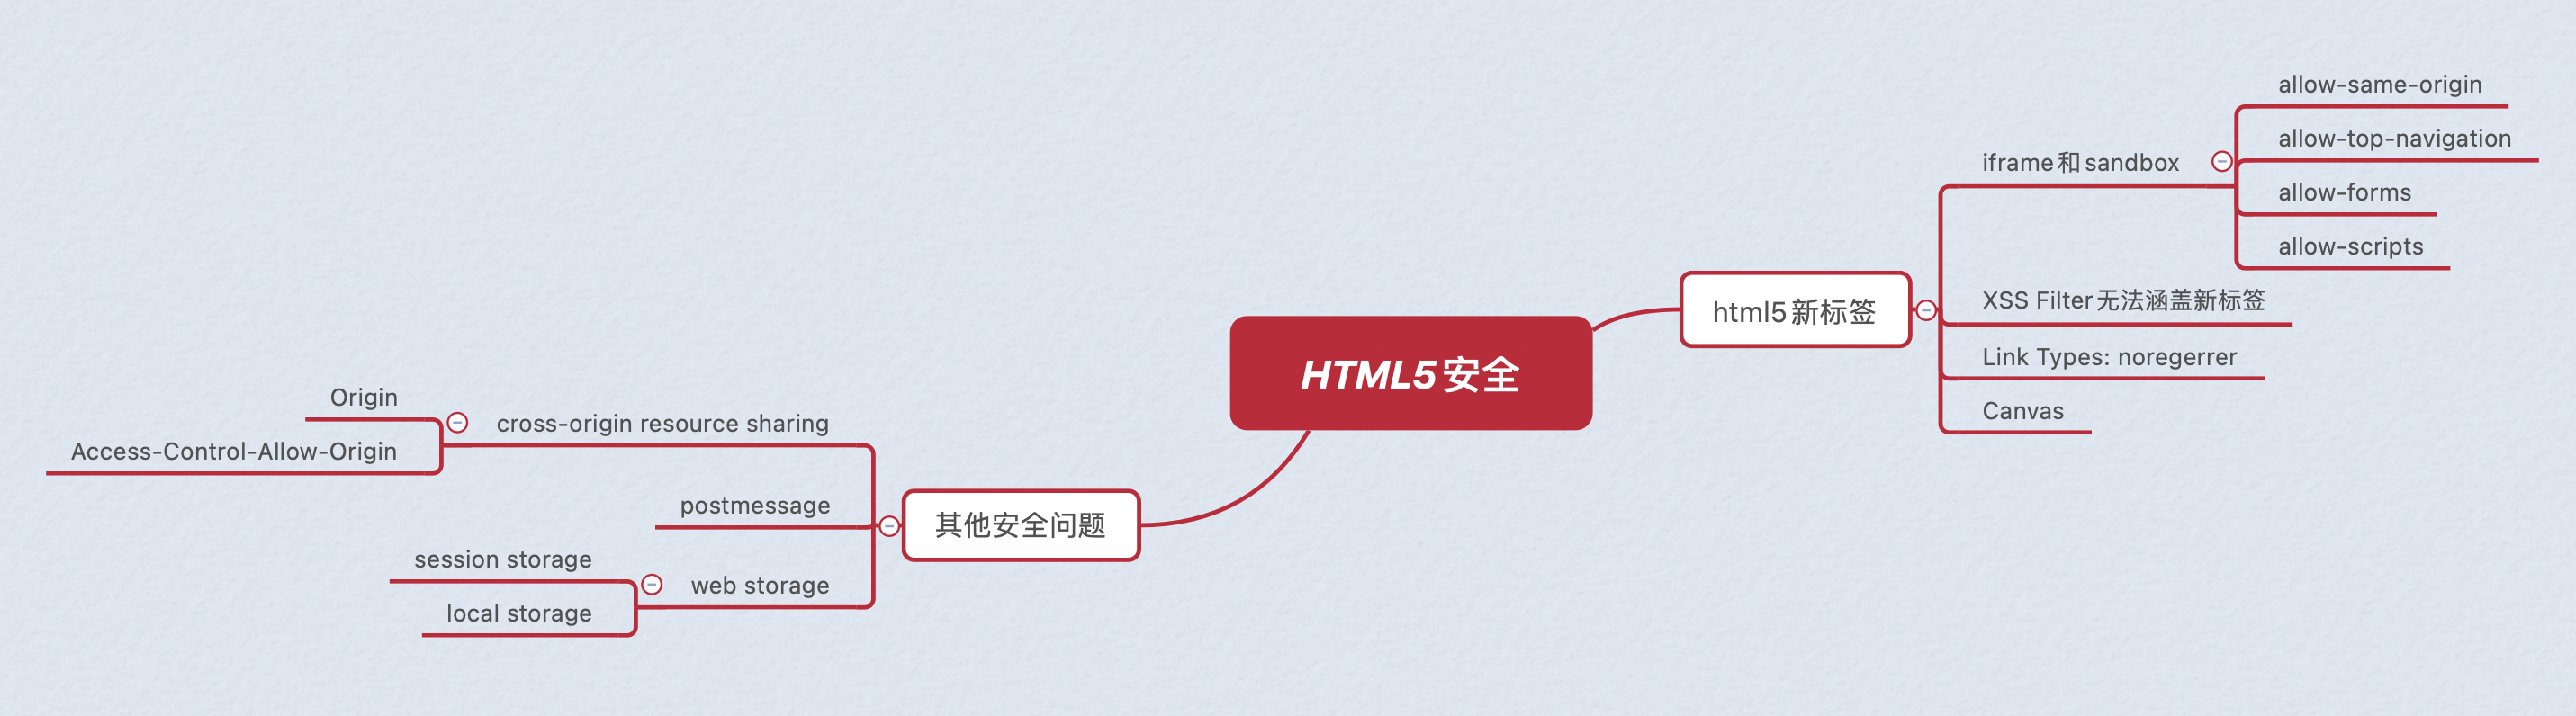 HTML5安全
html5新标签
iframe和sandbox
allow-same-origin
allow-top-navigation
allow-forms
allow-scripts
XSS Filter无法涵盖新标签
Link Types: noregerrer
Canvas
其他安全问题
cross-origin resource sharing
Origin
Access-Control-Allow-Origin
postmessage
web storage
session storage
local storage